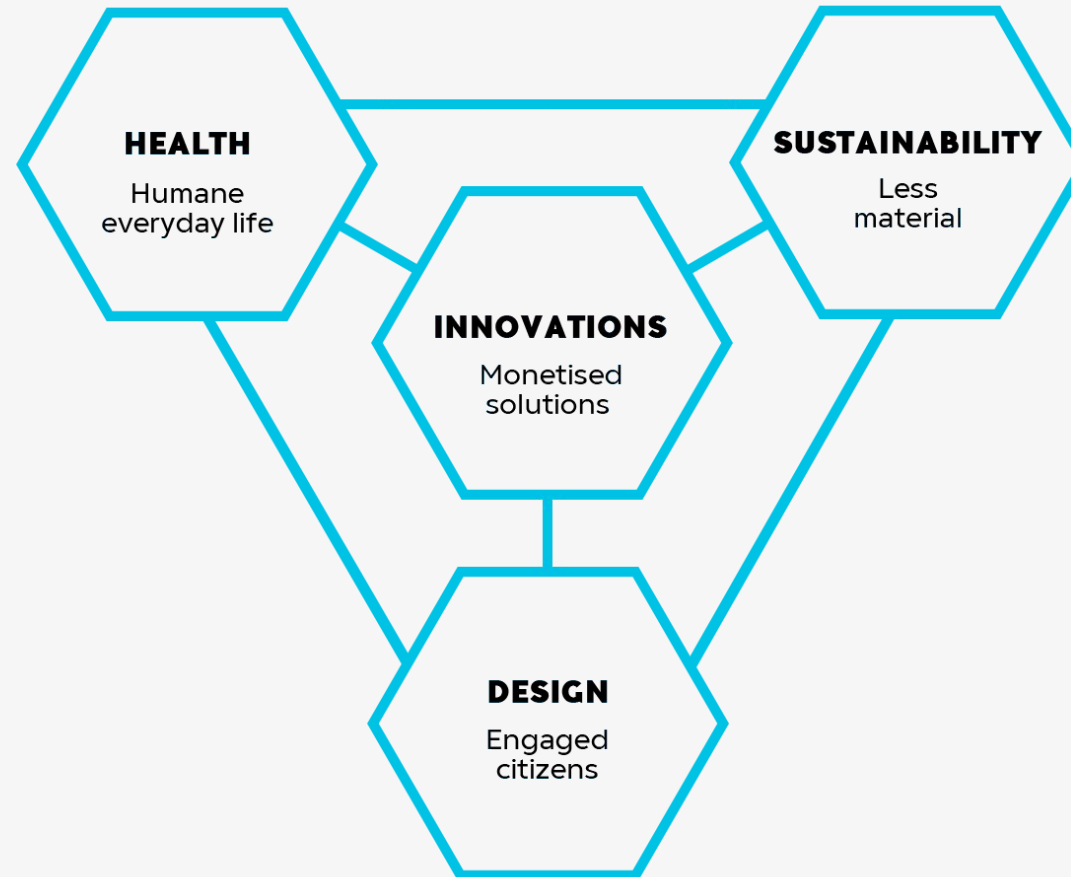 HEALTH
Humane
everyday life
SUSTAINABILITY
Less
material
INNOVATIONS
Monetised
solutions
DESIGN
Engaged
citizens